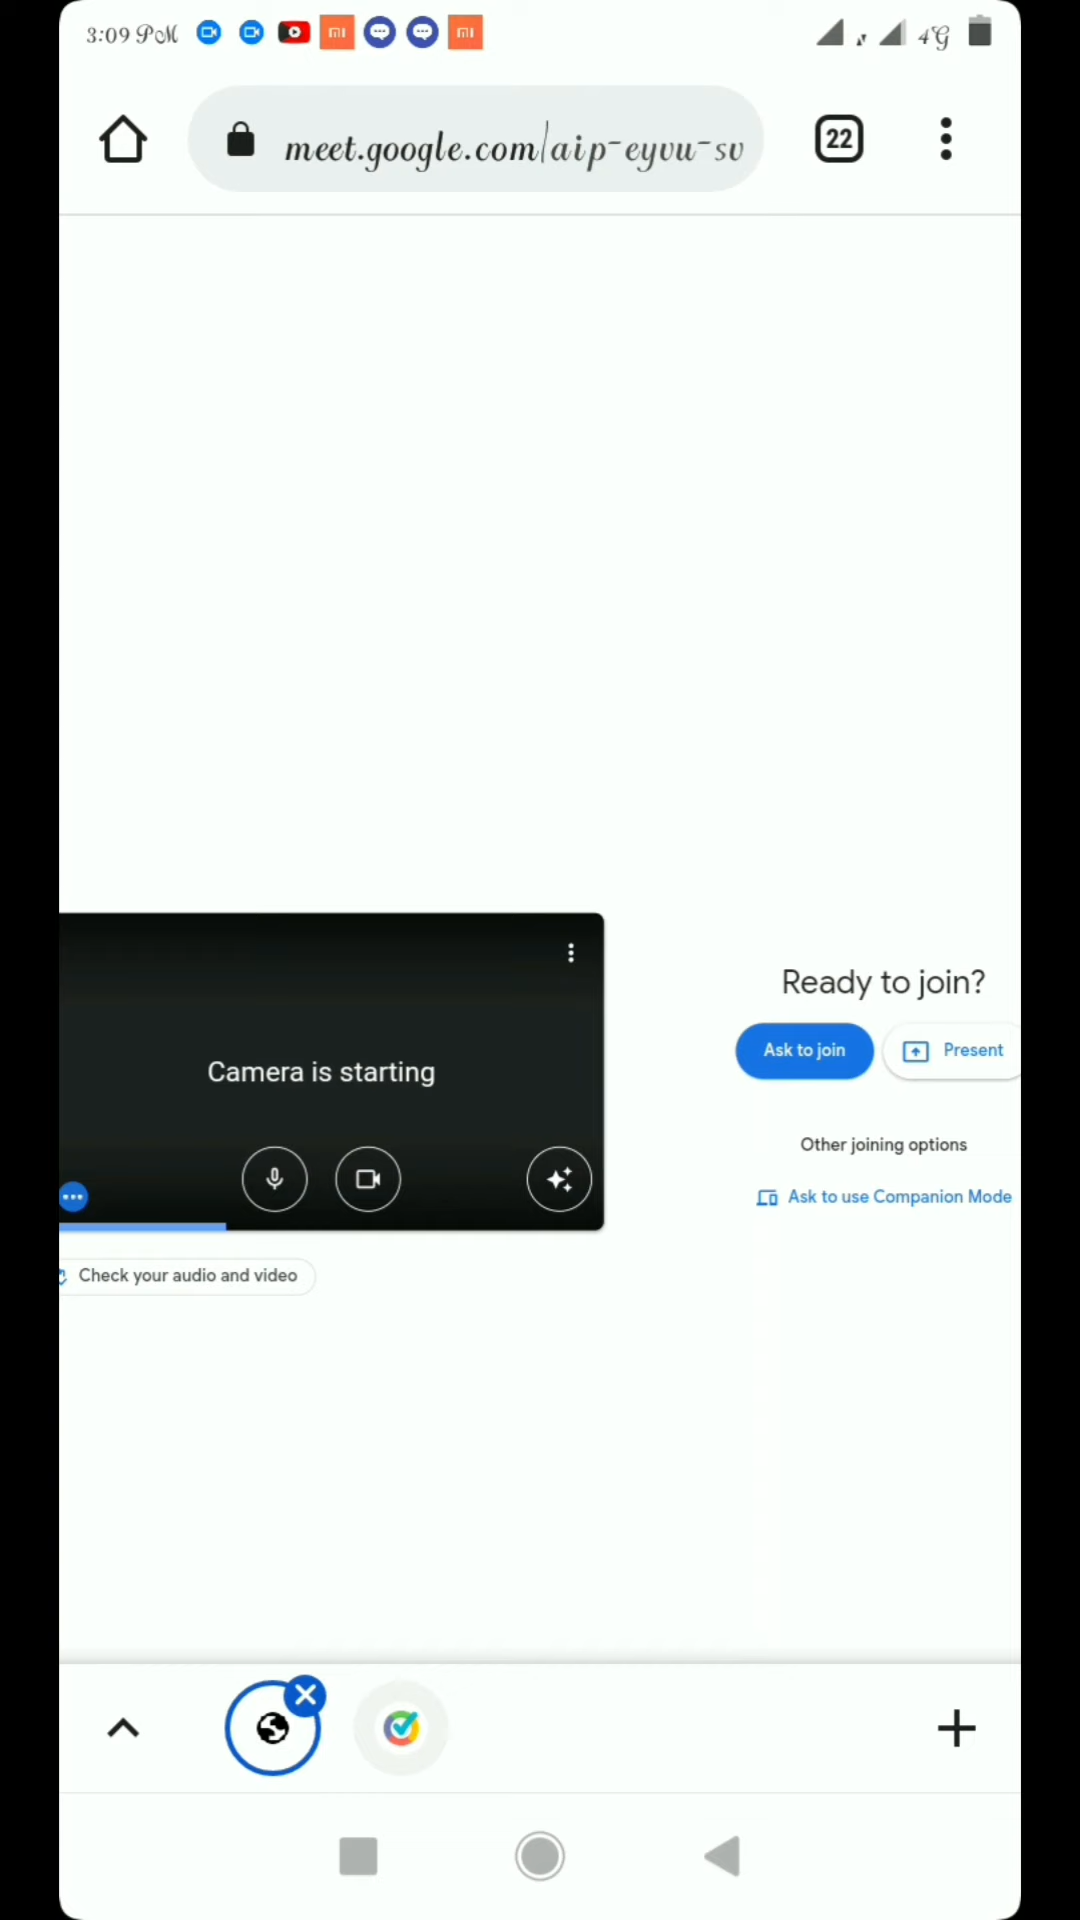 3:09 PM
4G
meet.google.com/aip-eyvu-sv
22
Camera is starting
Ready to join?
Ask to join
Present
Other joining options
Ask to use Companion Mode
Check your audio and video